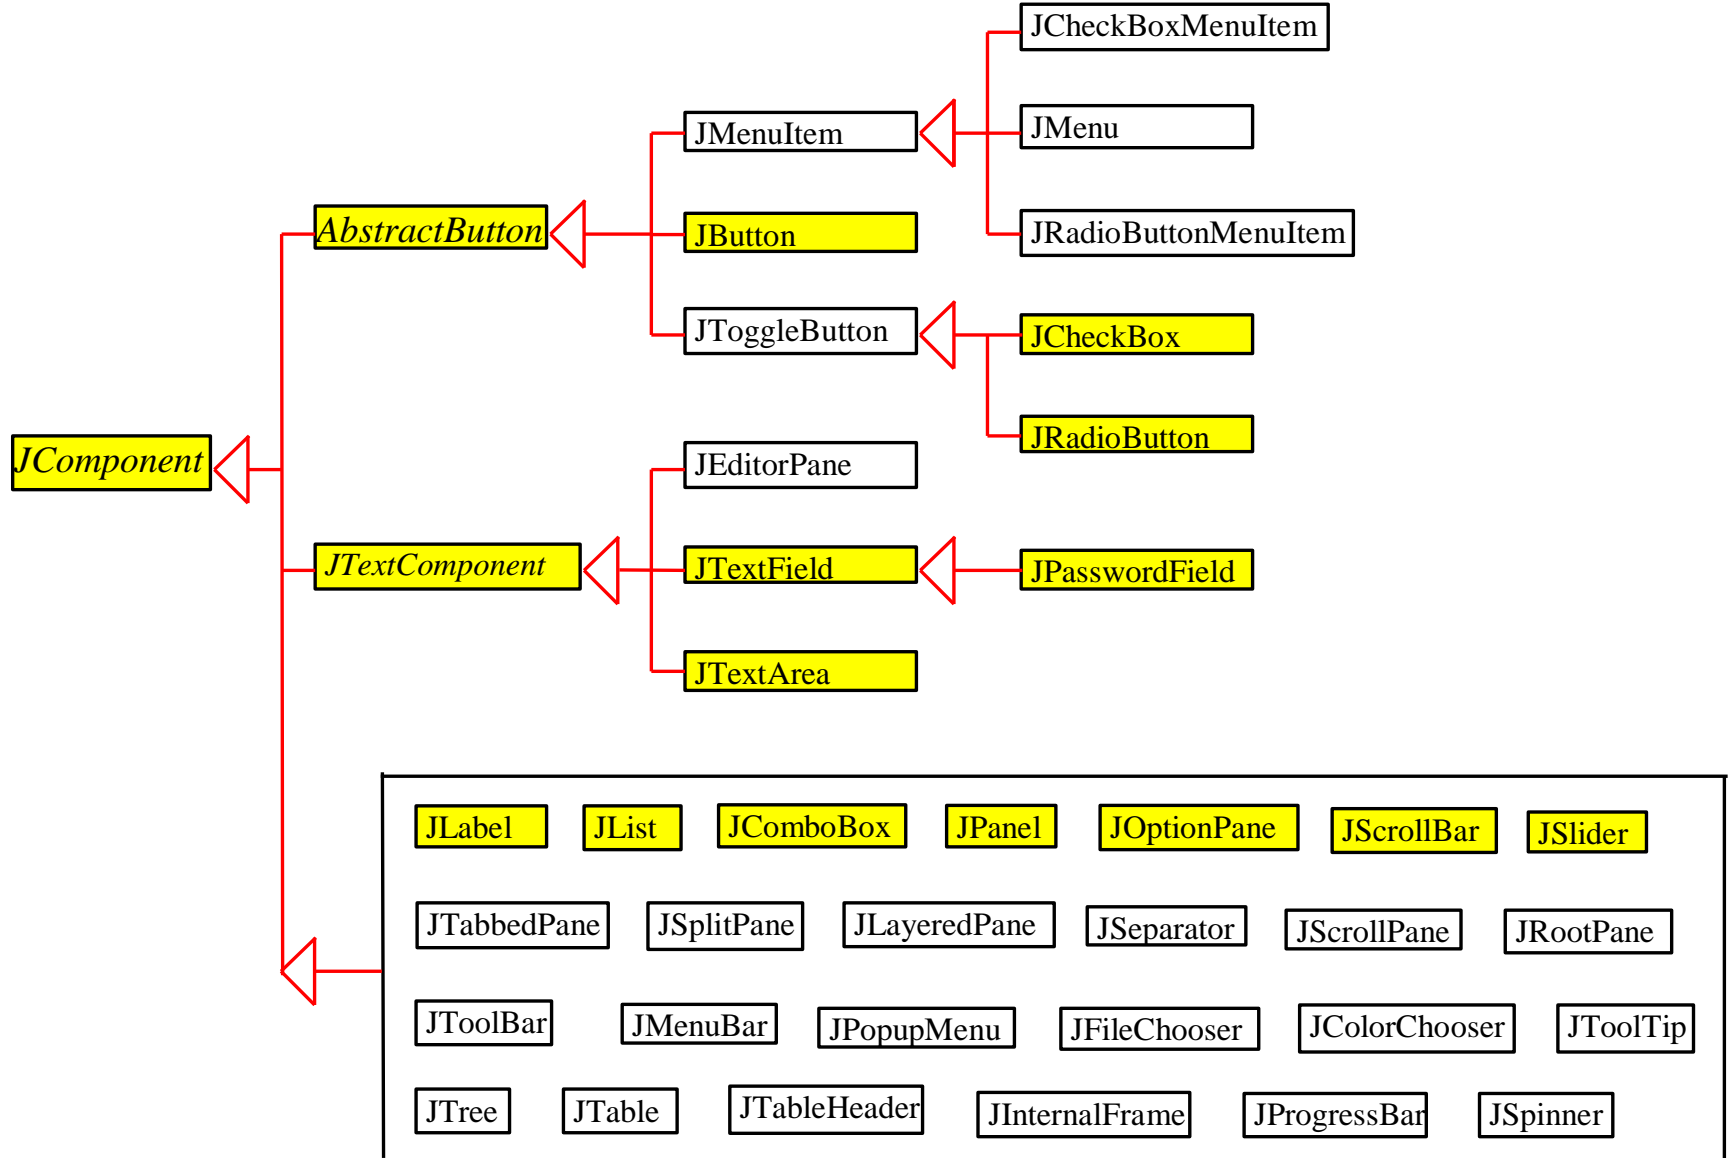 JCheckBoxMenuItem
JMenuItem
JMenu
AbstractButton
JButton
JRadioButtonMenuItem
JToggleButton
JCheckBox
JComponent
JEditorPane
JRadioButton
JTextComponent
JTextField
JPasswordField
JTextArea
JLabel JList JComboBox JPanel JOptionPane JScrollBar JSlider
JTabbedPane JSplitPane JLayeredPane JSeparator JScrollPane JRootPane
JToolBar JMenuBar JPopupMenu JFileChooser JColorChooser JToolTip
JTree JTable JTableHeader JInternalFrame JProgressBar JSpinner